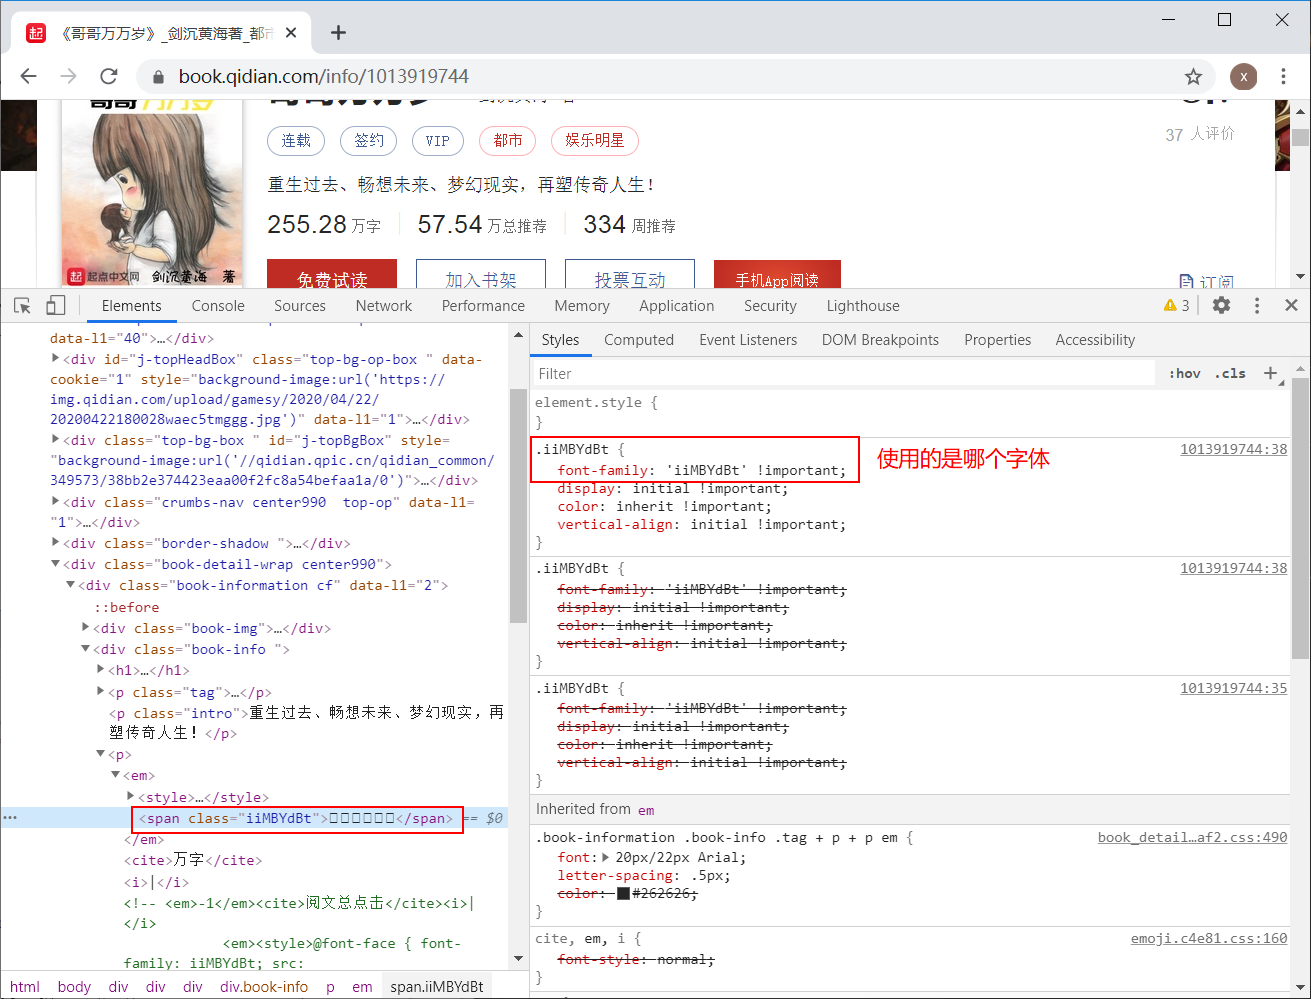 《哥哥万万岁》_剑沉黄海著_都市
book.qidian.com/info/1013919744
x
37 人评价
连载 签约 VIP 都市 娱乐明星
重生过去、畅想未来、梦幻现实，再塑传奇人生！
255.28 万字 57.54 万总推荐 334 周推荐
起 起点中文网 剑沉黄海 著
免费试读 加入书架 投票互动 手机App阅读 订阅
Elements Console Sources Network Performance Memory Application Security Lighthouse 3
data-l1="40">…</div>
<div id="j-topHeadBox" class="top-bg-op-box " data-
cookie="1" style="background-image:url('https://
img.qidian.com/upload/gamesy/2020/04/22/
20200422180028waec5tmggg.jpg')" data-l1="1">…</div>
<div class="top-bg-box " id="j-topBgBox" style=
"background-image:url('//qidian.qpic.cn/qidian_common/
349573/38bb2e374423eaa00f2fc8a54befaa1a/0')">…</div>
<div class="crumbs-nav center990  top-op" data-l1=
"1">…</div>
<div class="border-shadow ">…</div>
<div class="book-detail-wrap center990">
<div class="book-information cf" data-l1="2">
::before
<div class="book-img">…</div>
<div class="book-info ">
<h1>…</h1>
<p class="tag">…</p>
<p class="intro">重生过去、畅想未来、梦幻现实，再
塑传奇人生！</p>
<p>
<em>
<style>…</style>
<span class="iiMBYdBt">□□□□□□</span> == $0
</em>
<cite>万字</cite>
<i>|</i>
<!-- <em>-1</em><cite>阅文总点击</cite><i>|
</i>
<em><style>@font-face { font-
family: iiMBYdBt; src:
html body div div div div.book-info p em span.iiMBYdBt
Styles Computed Event Listeners DOM Breakpoints Properties Accessibility
Filter :hov .cls +
element.style {
}
.iiMBYdBt { 1013919744:38
font-family: 'iiMBYdBt' !important;
使用的是哪个字体
display: initial !important;
color: inherit !important;
vertical-align: initial !important;
}
.iiMBYdBt { 1013919744:38
font-family: 'iiMBYdBt' !important;
display: initial !important;
color: inherit !important;
vertical-align: initial !important;
}
.iiMBYdBt { 1013919744:35
font-family: 'iiMBYdBt' !important;
display: initial !important;
color: inherit !important;
vertical-align: initial !important;
}
Inherited from em
.book-information .book-info .tag + p + p em { book_detail…af2.css:490
font: 20px/22px Arial;
letter-spacing: .5px;
color: #262626;
}
cite, em, i { emoji.c4e81.css:160
font-style: normal;
}